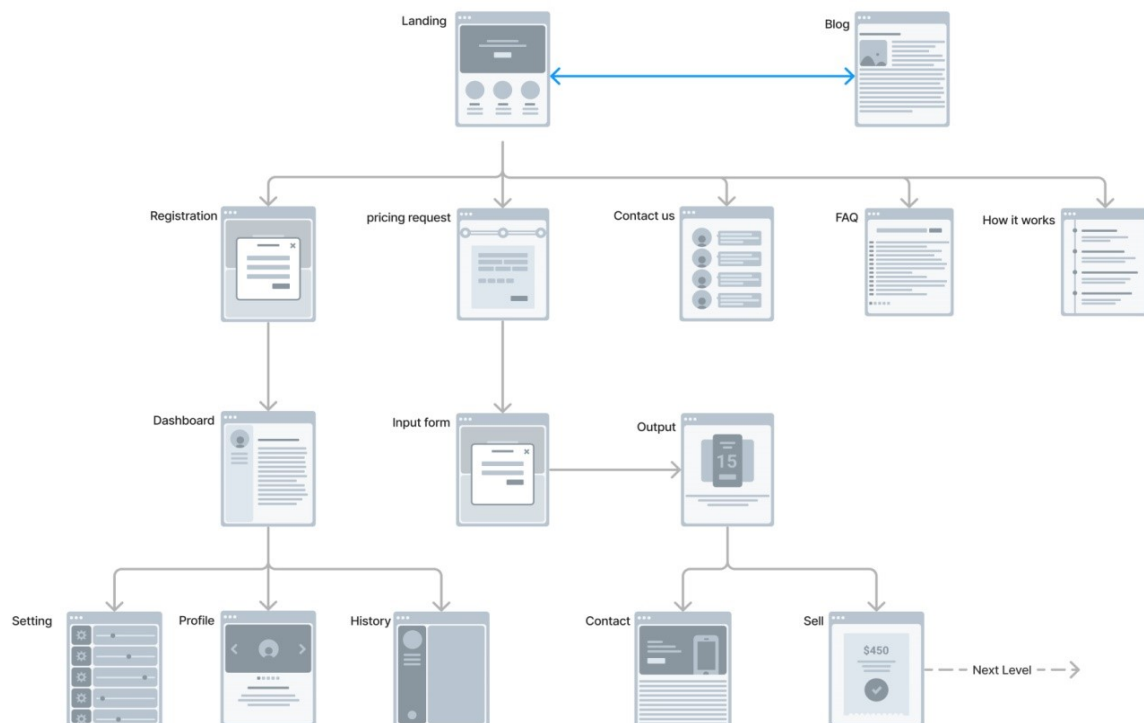 Landing
Blog
Registration
pricing request
Contact us
FAQ
How it works
Dashboard
Input form
Output
15
Setting
Profile
History
Contact
Sell
$450
Next Level